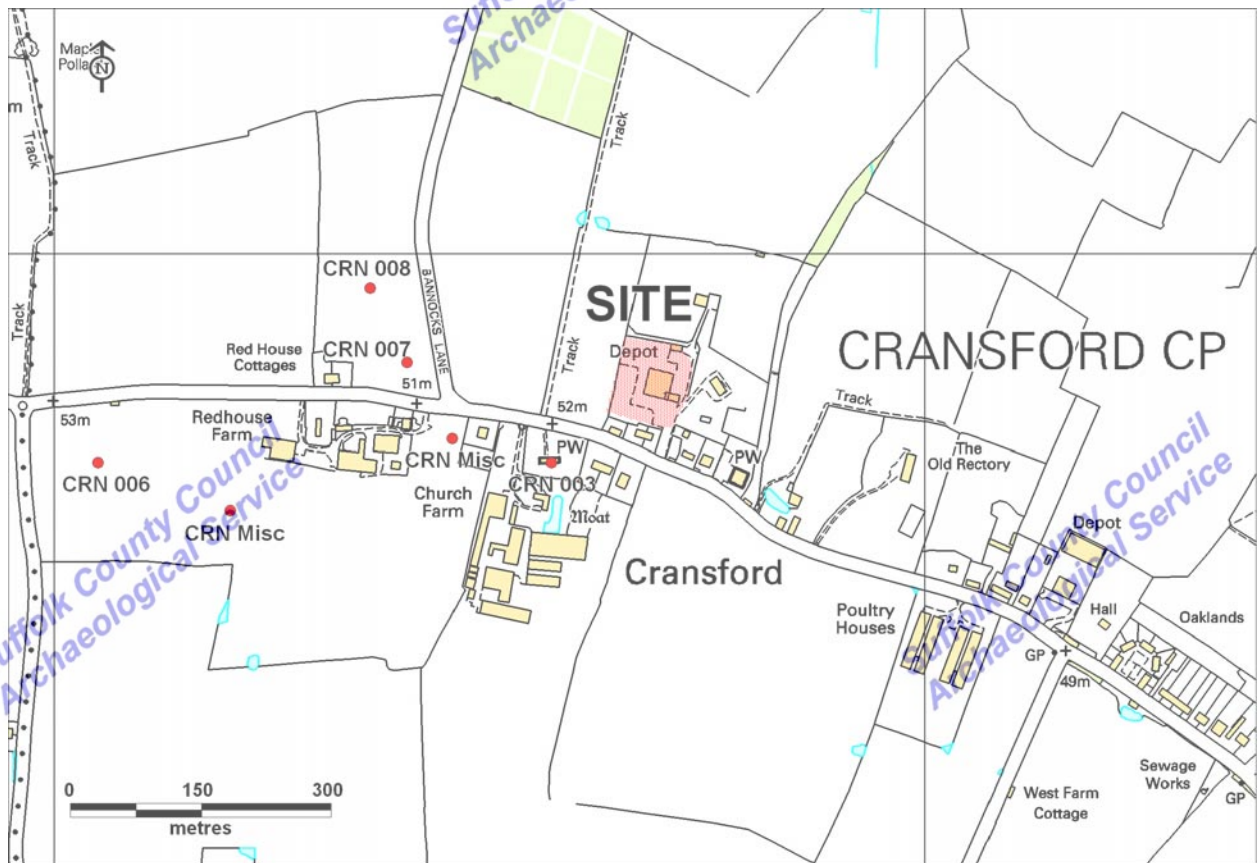 Suffolk County Council
Archaeological Service
Maple
Polla
N
m
Track
Track
Track
CRN 008
BANNOCKS LANE
SITE
CRANSFORD CP
Red House
Cottages
CRN 007
Depot
Track
51m
52m
53m
Track
Redhouse
Farm
PW
PW
The
Old Rectory
CRN Misc
CRN 003
CRN 006
Church
Farm
Suffolk County Council
Archaeological Service
CRN Misc
Moat
Depot
Suffolk County Council
Archaeological Service
Cransford
Poultry
Houses
Hall
Oaklands
GP
49m
Sewage
Works
West Farm
Cottage
GP
0 150 300
metres